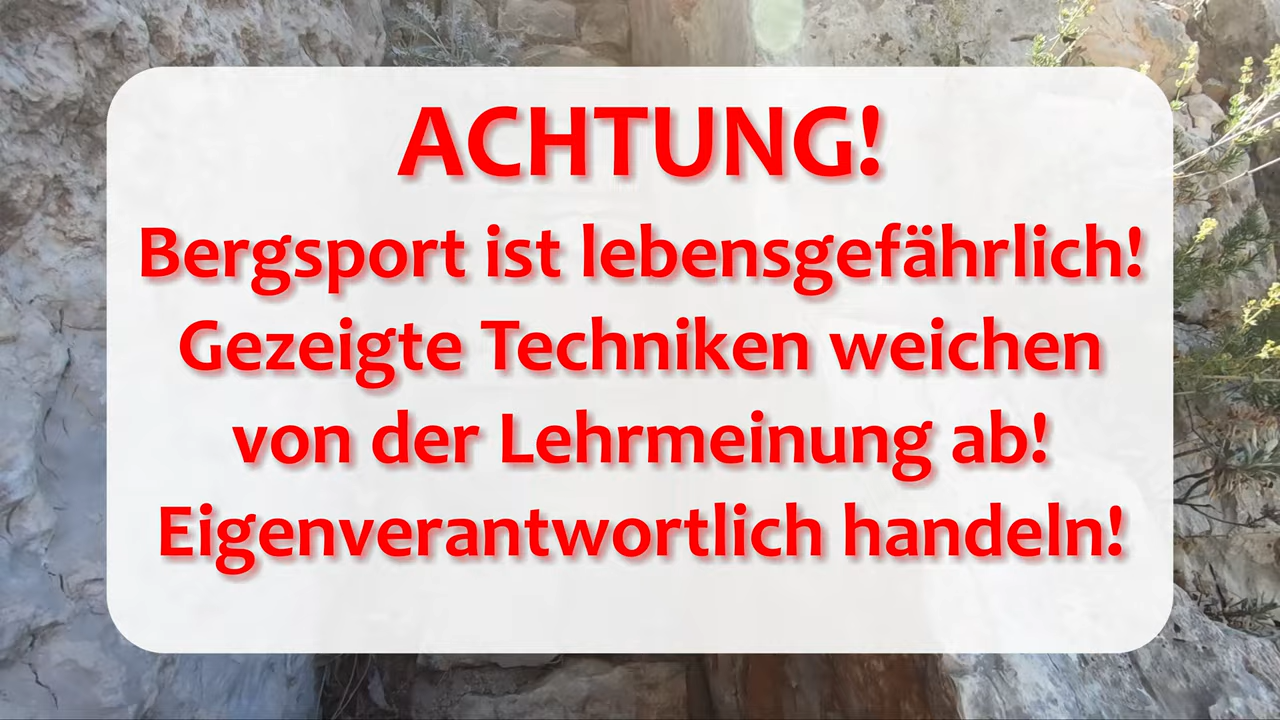 ACHTUNG!
Bergsport ist lebensgefährlich!
Gezeigte Techniken weichen
von der Lehrmeinung ab!
Eigenverantwortlich handeln!